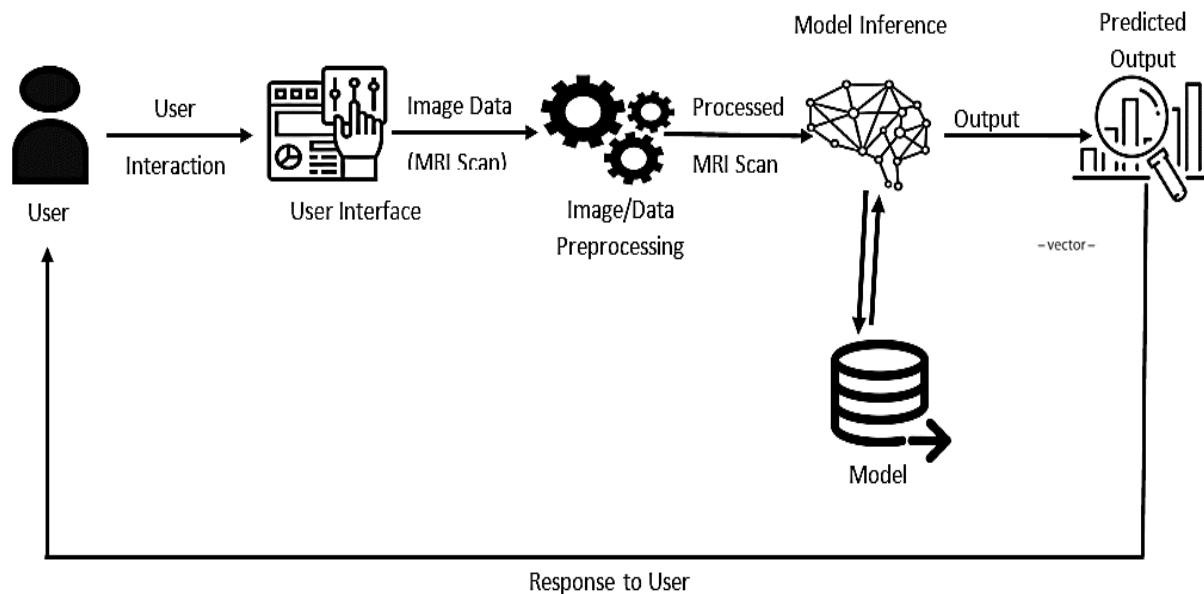 Model Inference
Predicted
Output
User
Interaction
Image Data
(MRI Scan)
Processed
MRI Scan
Output
User
User Interface
Image/Data
Preprocessing
–vector–
Model
Response to User